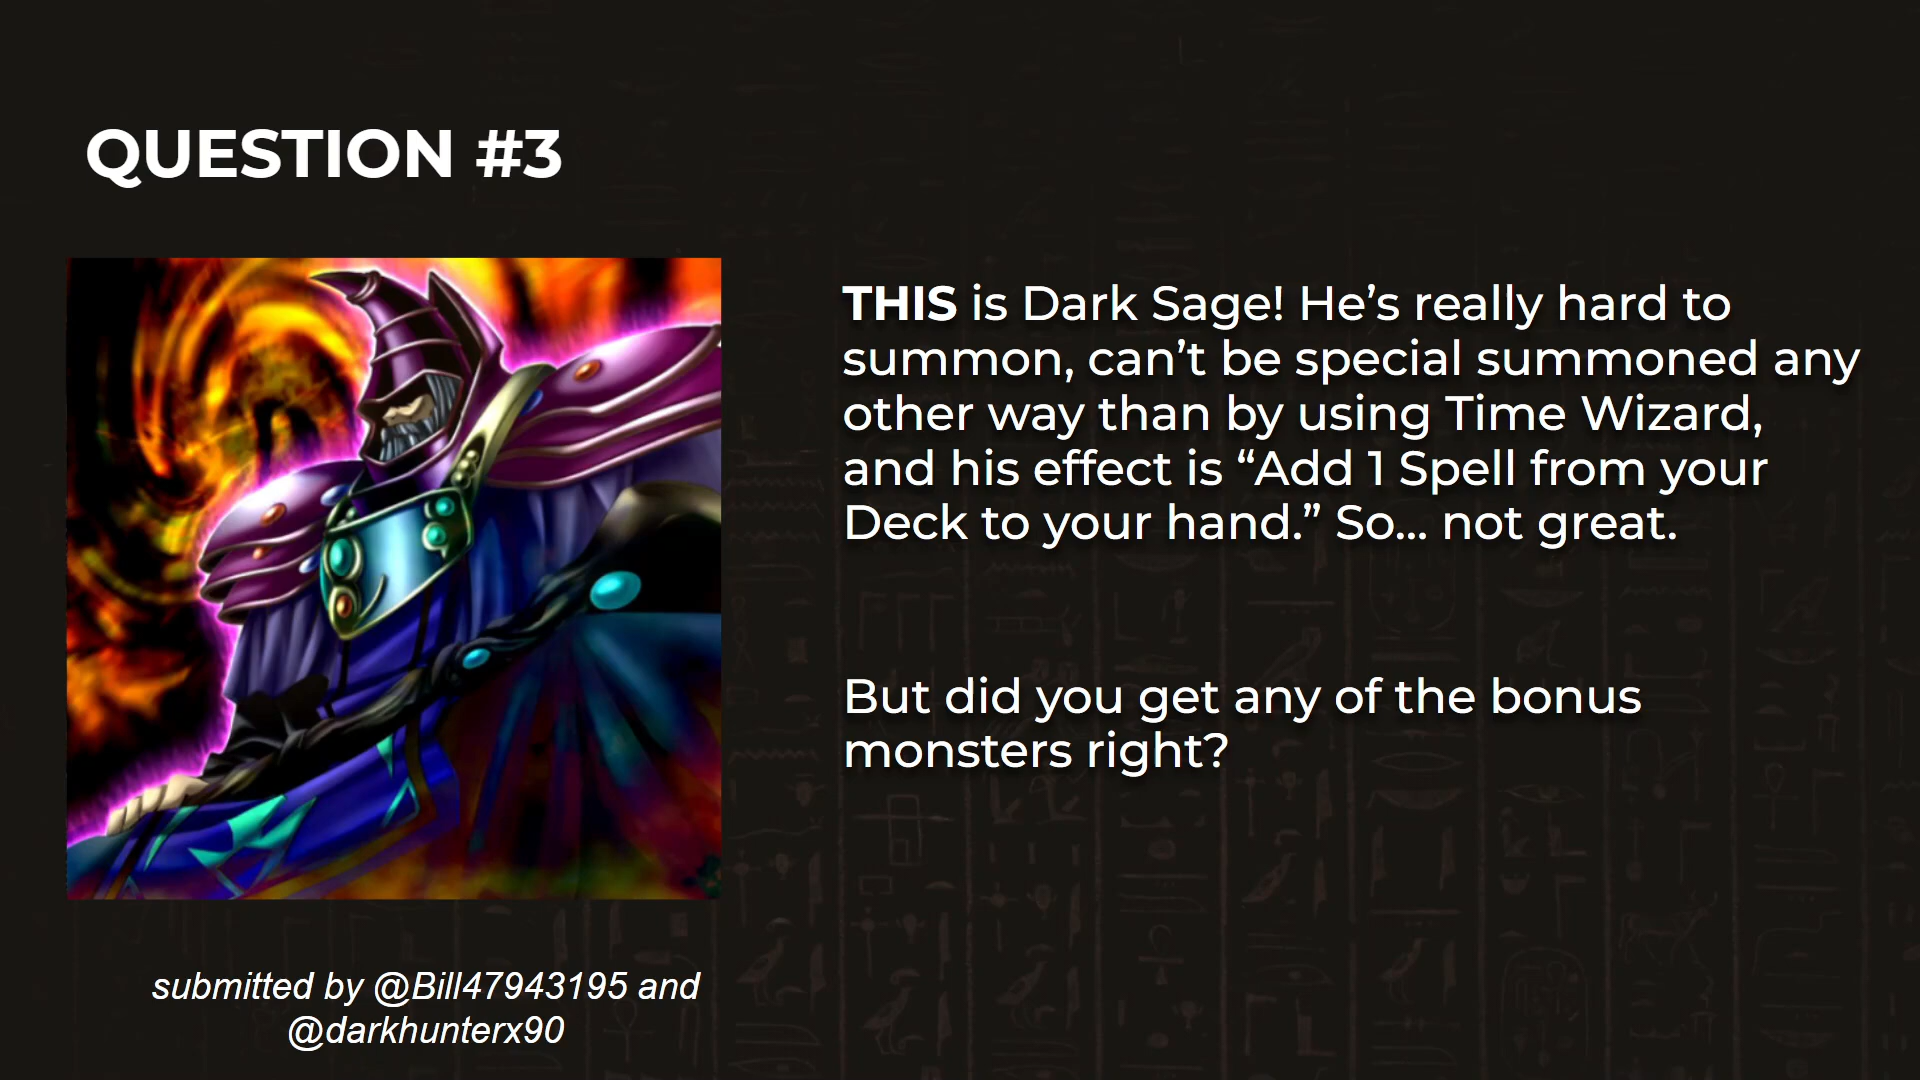 QUESTION #3
THIS is Dark Sage! He’s really hard to
summon, can’t be special summoned any
other way than by using Time Wizard,
and his effect is “Add 1 Spell from your
Deck to your hand.” So... not great.
But did you get any of the bonus
monsters right?
submitted by @Bill47943195 and
@darkhunterx90